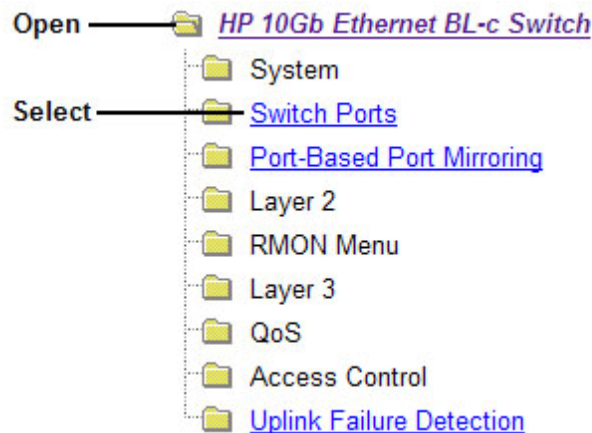 Open HP 10Gb Ethernet BL-c Switch
System
Select Switch Ports
Port-Based Port Mirroring
Layer 2
RMON Menu
Layer 3
QoS
Access Control
Uplink Failure Detection